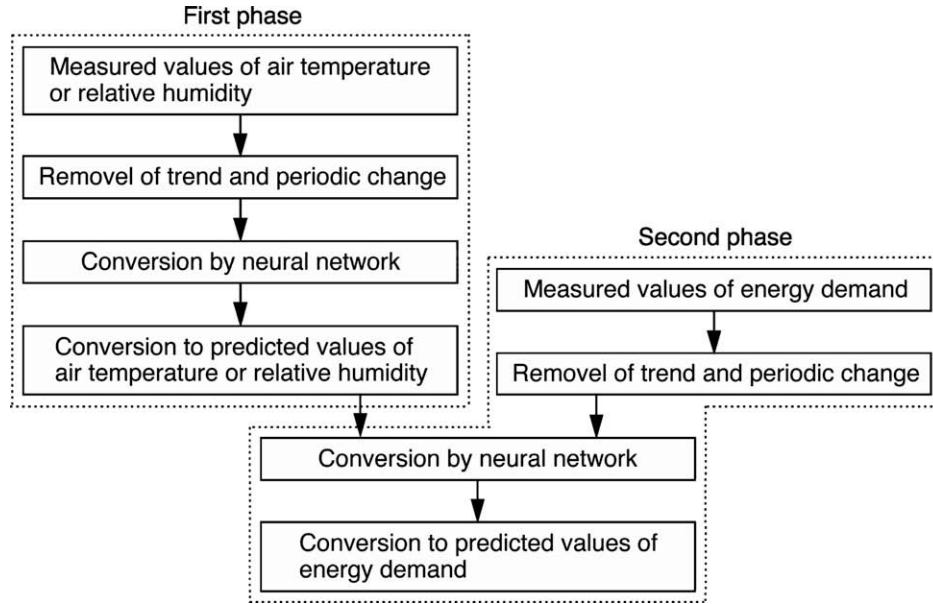 First phase
Measured values of air temperature
or relative humidity
Removel of trend and periodic change
Conversion by neural network
Conversion to predicted values of
air temperature or relative humidity
Second phase
Measured values of energy demand
Removel of trend and periodic change
Conversion by neural network
Conversion to predicted values of
energy demand